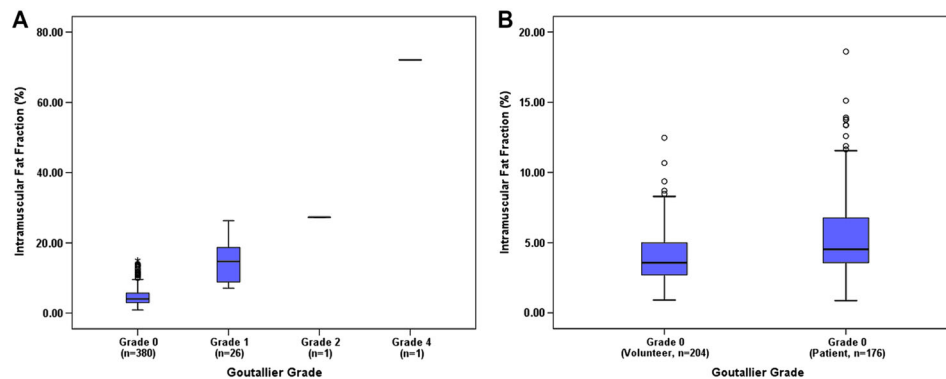 A
Intramuscular Fat Fraction (%)
80.00
60.00
40.00
20.00
0.00
Grade 0
(n=380)
Grade 1
(n=26)
Grade 2
(n=1)
Grade 4
(n=1)
Goutallier Grade
B
Intramuscular Fat Fraction (%)
20.00
15.00
10.00
5.00
0.00
Grade 0
(Volunteer, n=204)
Grade 0
(Patient, n=176)
Goutallier Grade